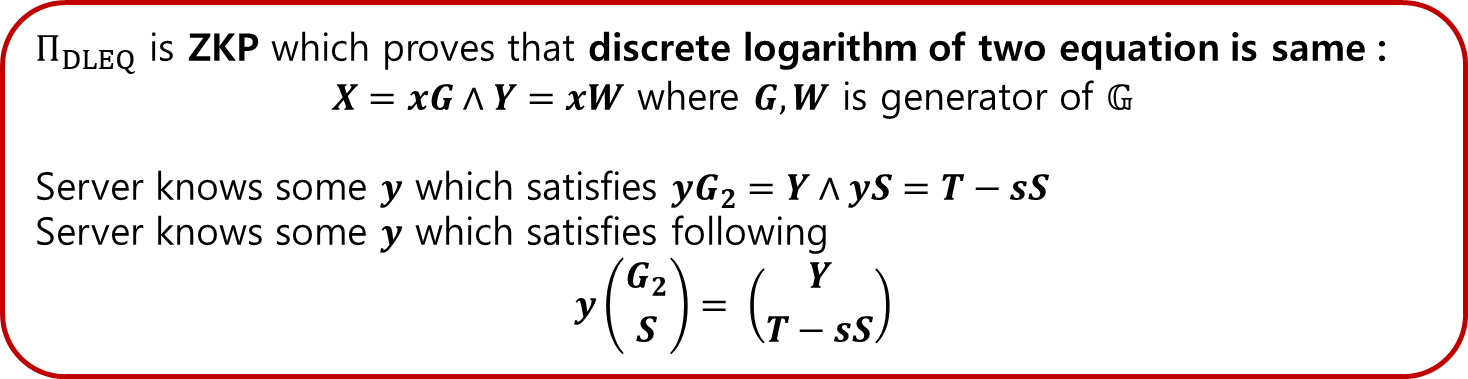 Π_DLEQ is ZKP which proves that discrete logarithm of two equation is same :
X = xG ∧ Y = xW where G, W is generator of 𝔾
Server knows some y which satisfies yG₂ = Y ∧ yS = T − sS
Server knows some y which satisfies following
y(G₂ S) = (Y T − sS)